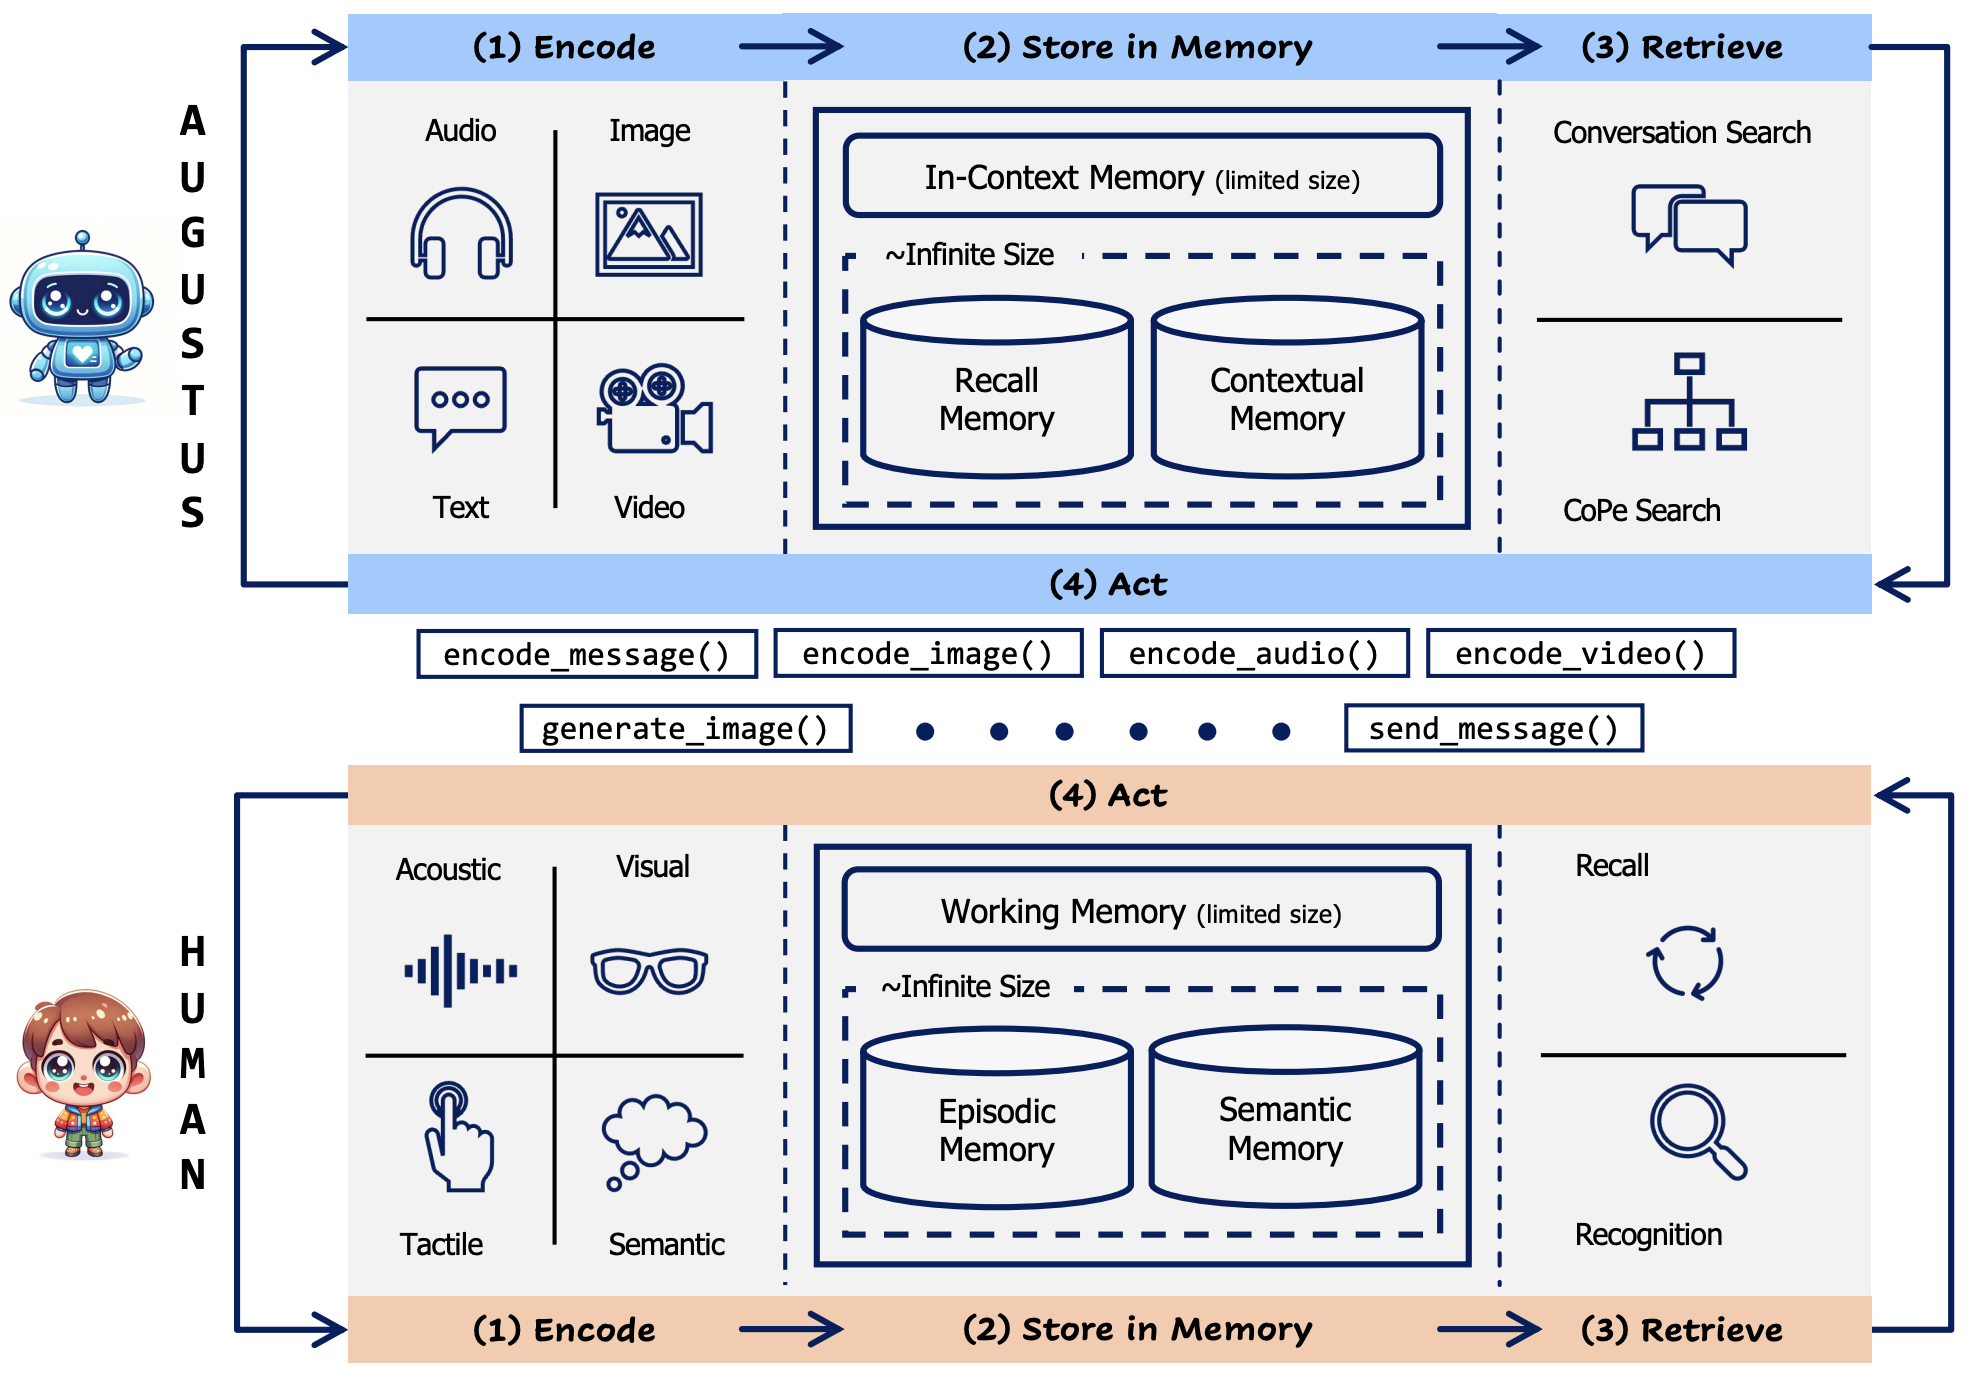 (1) Encode
(2) Store in Memory
(3) Retrieve
AUGUSTUS
Audio
Image
Text
Video
In-Context Memory (limited size)
~Infinite Size
Recall
Memory
Contextual
Memory
Conversation Search
CoPe Search
(4) Act
encode_message()
encode_image()
encode_audio()
encode_video()
generate_image()
send_message()
(4) Act
HUMAN
Acoustic
Visual
Tactile
Semantic
Working Memory (limited size)
~Infinite Size
Episodic
Memory
Semantic
Memory
Recall
Recognition
(1) Encode
(2) Store in Memory
(3) Retrieve